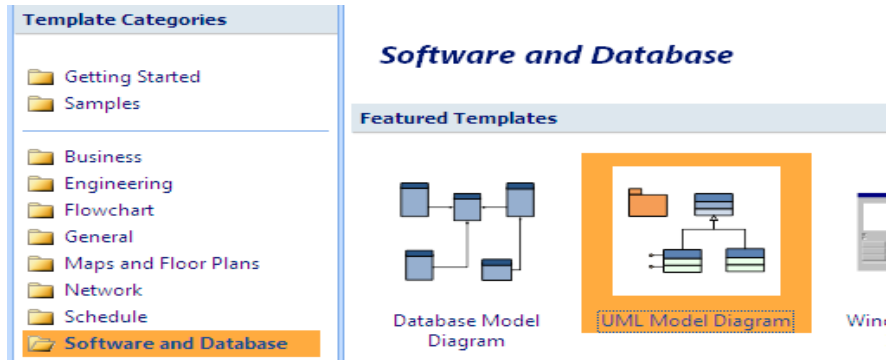 Template Categories
Getting Started
Samples
Business
Engineering
Flowchart
General
Maps and Floor Plans
Network
Schedule
Software and Database
Software and Database
Featured Templates
Database Model
Diagram
UML Model Diagram